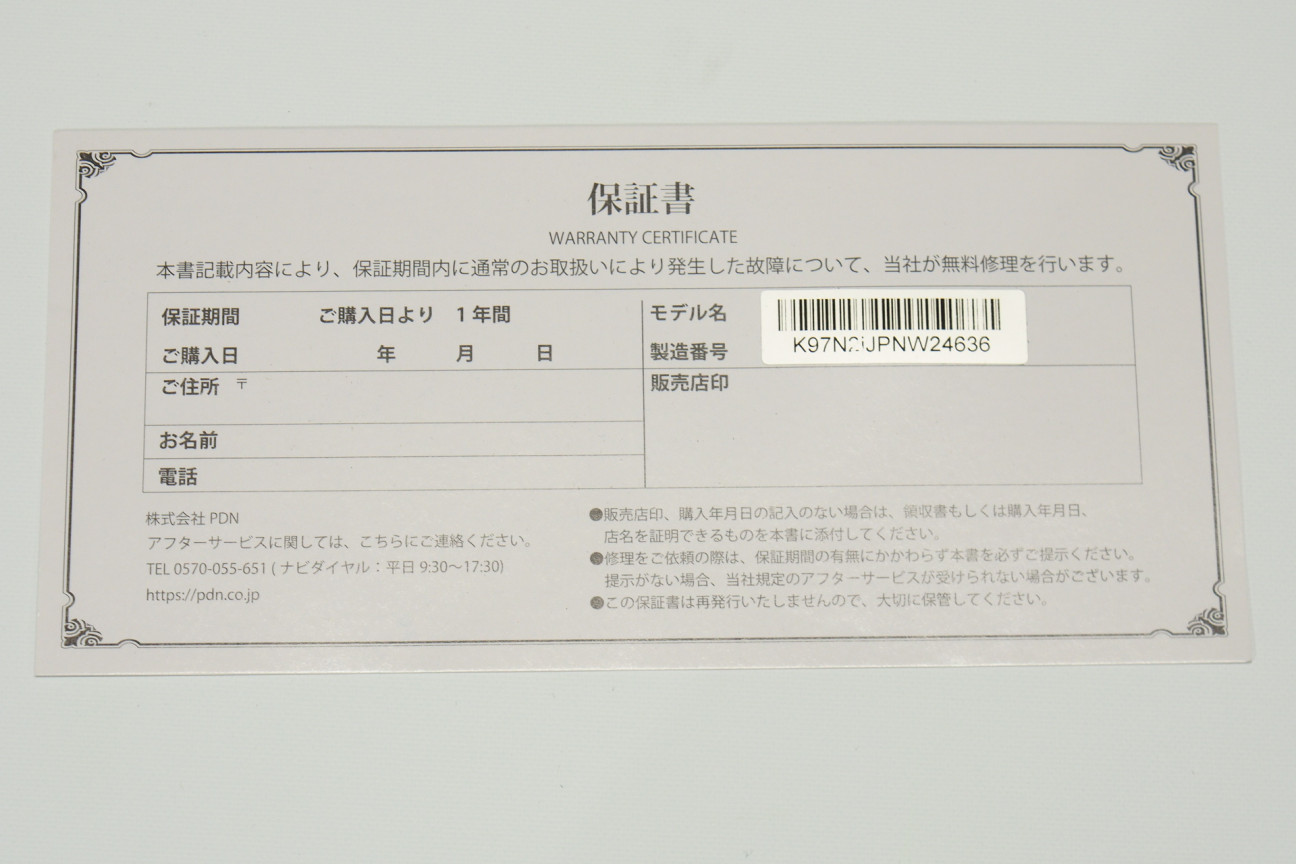 保証書
WARRANTY CERTIFICATE
本書記載内容により、保証期間内に通常のお取扱いにより発生した故障について、当社が無料修理を行います。
保証期間 ご購入日より 1年間
ご購入日 年 月 日
ご住所 〒
お名前
電話
モデル名
製造番号
販売店印
株式会社 PDN
アフターサービスに関しては、こちらにご連絡ください。
TEL 0570-055-651 ( ナビダイヤル：平日 9:30〜17:30)
https://pdn.co.jp
●販売店印、購入年月日の記入のない場合は、領収書もしくは購入年月日、
店名を証明できるものを本書に添付してください。
●修理をご依頼の際は、保証期間の有無にかかわらず本書を必ずご提示ください。
提示がない場合、当社規定のアフターサービスが受けられない場合がございます。
●この保証書は再発行いたしませんので、大切に保管してください。